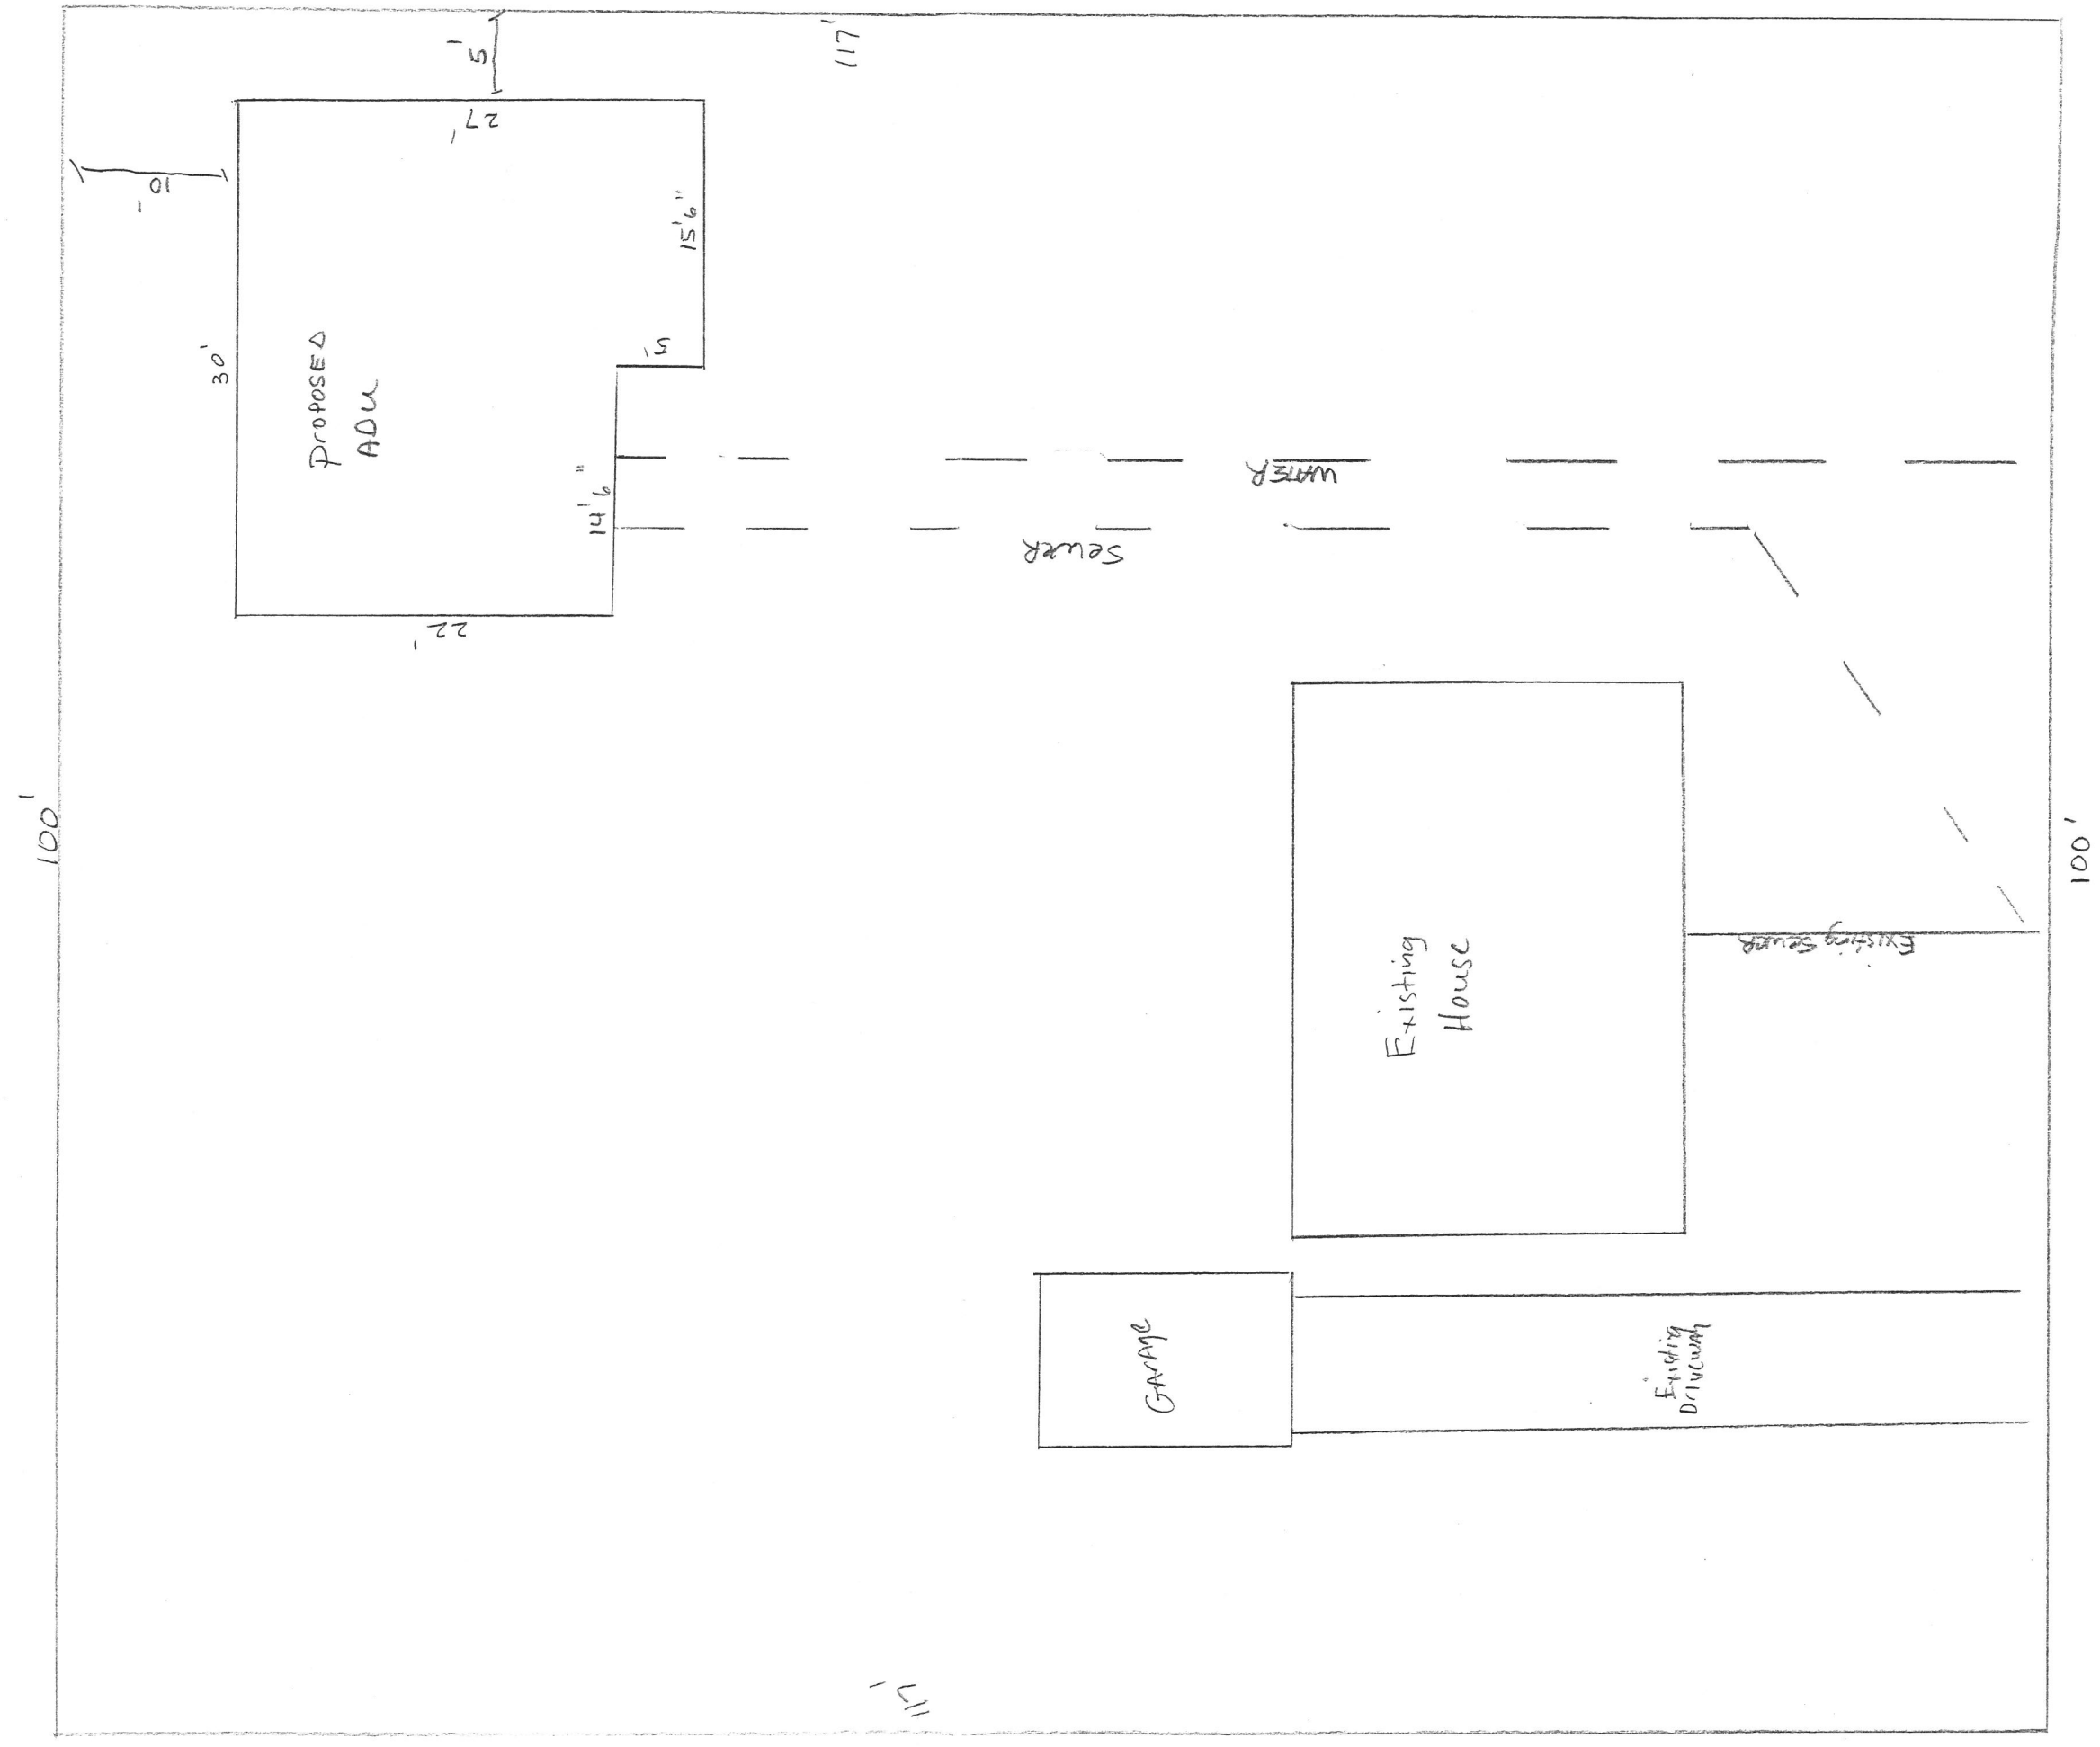 117'
5'
27'
10'
15'6"
30'
PROPOSED
ADU
5'
14'6"
22'
WATER
SEWER
100'
100'
Existing
House
Existing Sewer
GARAGE
Existing
Driveway
117'